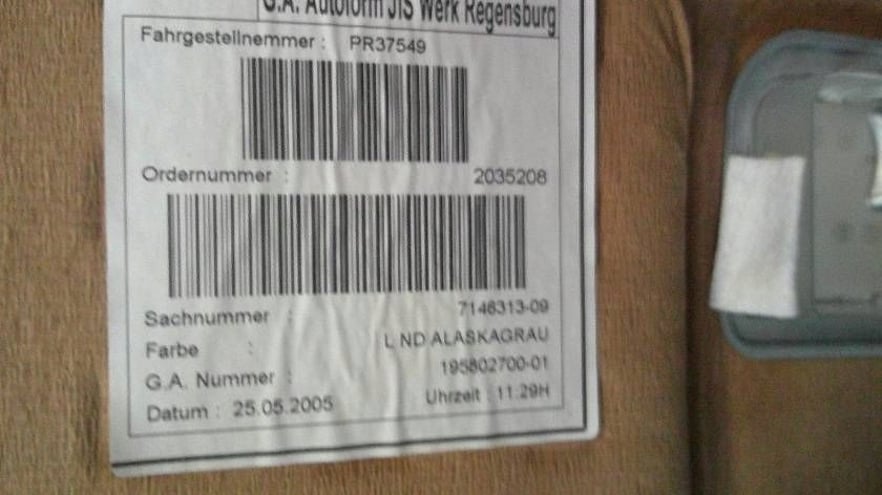 G.A. Autoform JIS Werk Regensburg
Fahrgestellnemmer : PR37549
Ordernummer : 2035208
Sachnummer : 7146313-09
Farbe : L ND ALASKAGRAU
G.A. Nummer : 195802700-01
Datum : 25.05.2005 Uhrzeit : 11:29H